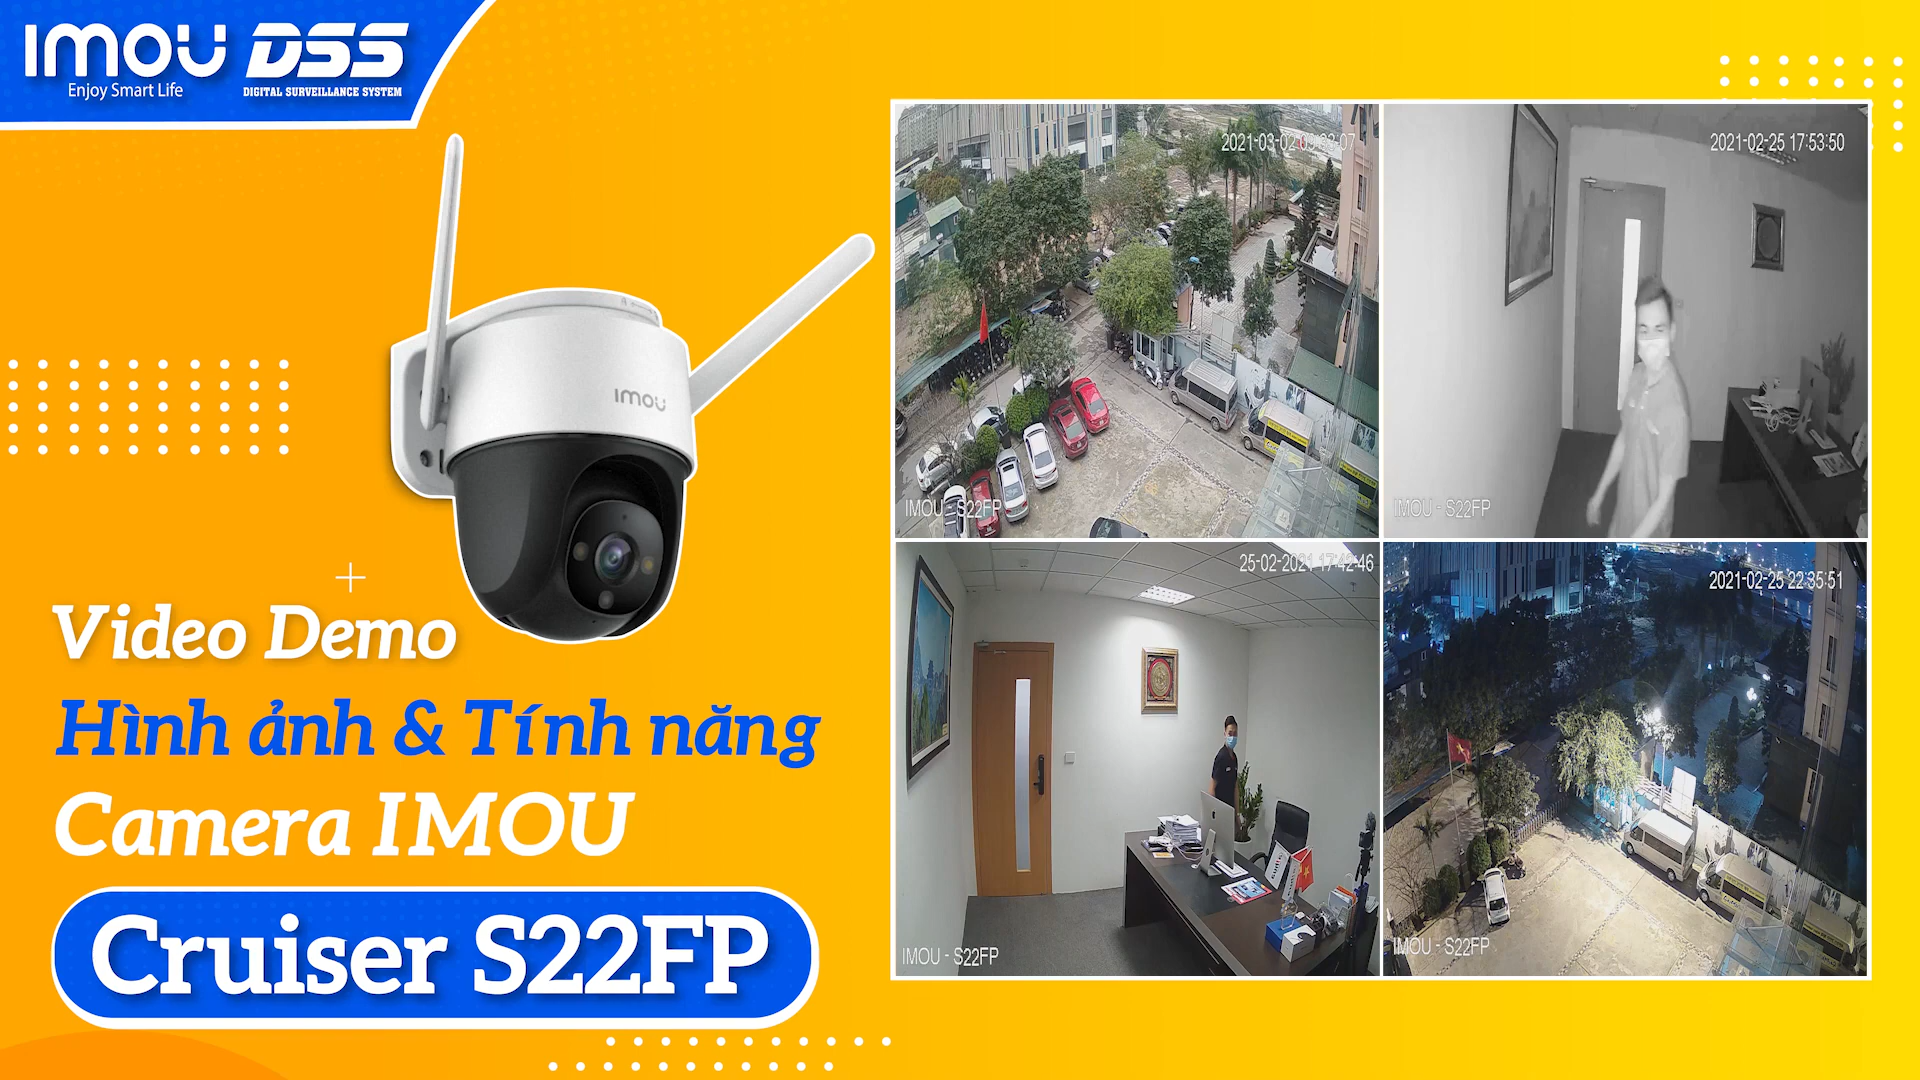 imou DSS
Enjoy Smart Life
DIGITAL SURVEILLANCE SYSTEM
imou
Video Demo
Hình ảnh & Tính năng
Camera IMOU
Cruiser S22FP
IMOU - S22FP
2021-02-25 17:53:50
IMOU - S22FP
25-02-2021 17:42:46
IMOU - S22FP
2021-02-25 22:35:51
IMOU - S22FP